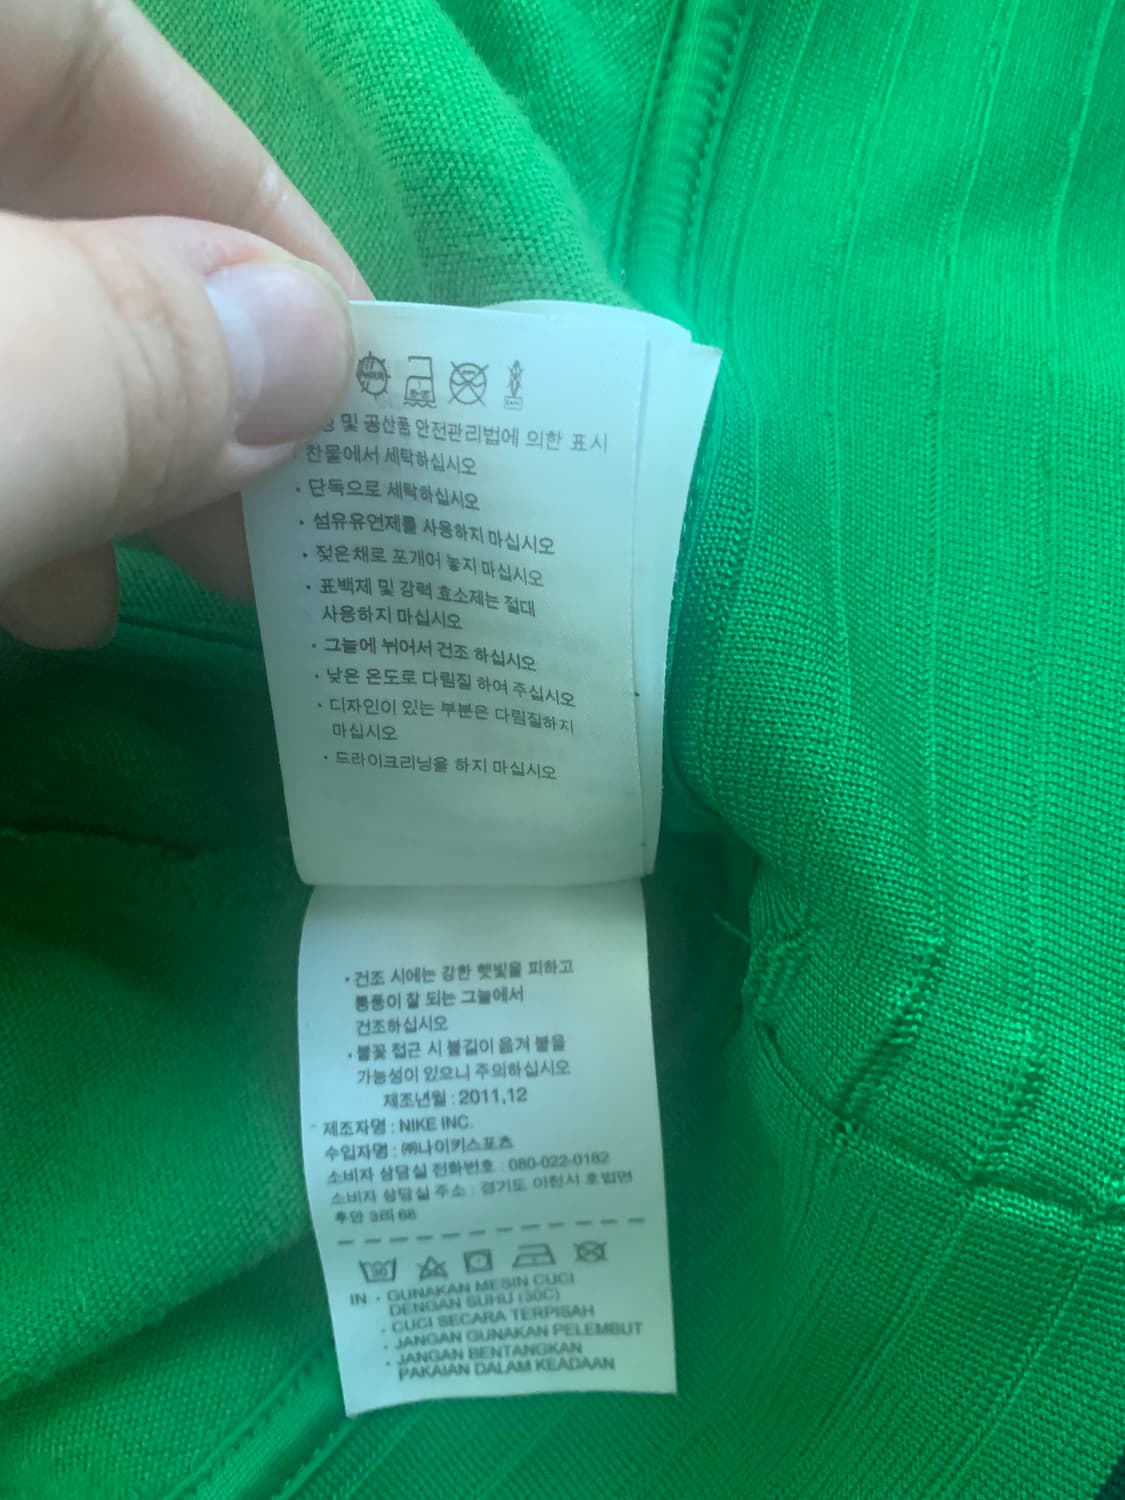 및 공산품 안전관리법에 의한 표시
찬물에서 세탁하십시오
· 단독으로 세탁하십시오
· 섬유유연제를 사용하지 마십시오
· 젖은채로 포개어 놓지 마십시오
· 표백제 및 강력 효소제는 절대
사용하지 마십시오
· 그늘에 뉘어서 건조 하십시오
· 낮은 온도로 다림질 하여 주십시오
· 디자인이 있는 부분은 다림질하지
마십시오
· 드라이크리닝을 하지 마십시오
· 건조 시에는 강한 햇빛을 피하고
통풍이 잘 되는 그늘에서
건조하십시오
· 불꽃 접근 시 불길이 옮겨 붙을
가능성이 있으니 주의하십시오
제조년월 : 2011,12
제조자명 : NIKE INC.
수입자명 : ㈜나이키스포츠
소비자 상담실 전화번호 : 080-022-0182
소비자 상담실 주소 : 경기도 이천시 호법면
후안 3리 68
IN : · GUNAKAN MESIN CUCI
DENGAN SUHU (30C)
· CUCI SECARA TERPISAH
· JANGAN GUNAKAN PELEMBUT
· JANGAN BENTANGKAN
PAKAIAN DALAM KEADAAN